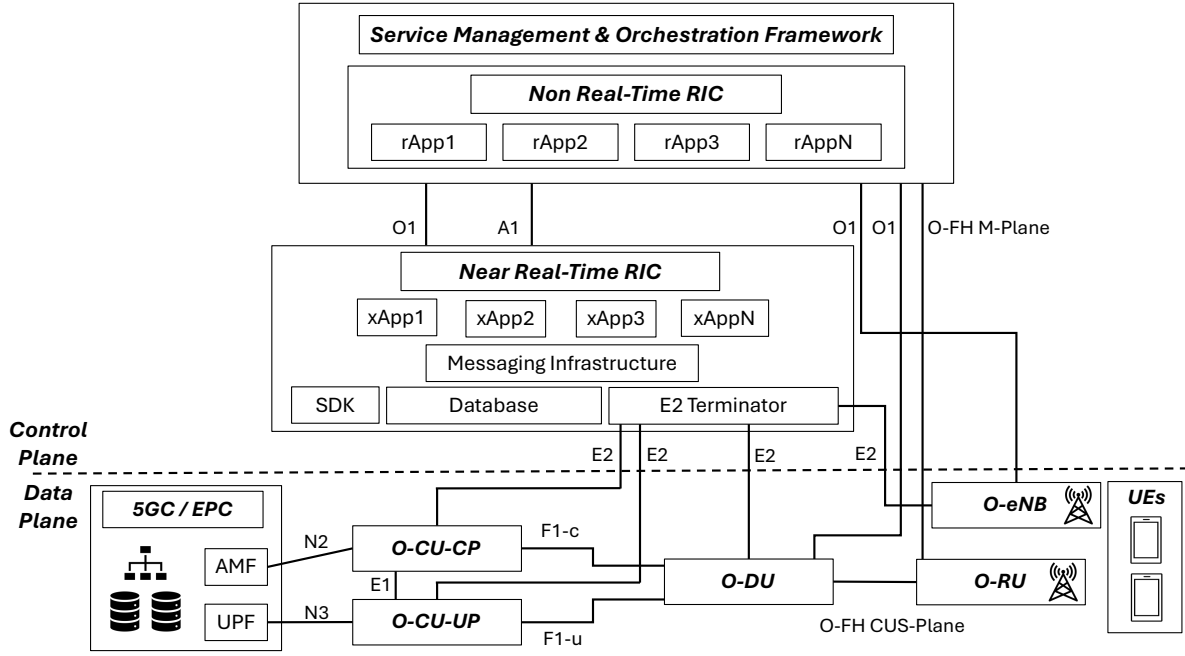 Service Management & Orchestration Framework
Non Real-Time RIC
rApp1 rApp2 rApp3 rAppN
O1 A1 O1 O1 O-FH M-Plane
Near Real-Time RIC
xApp1 xApp2 xApp3 xAppN
Messaging Infrastructure
SDK Database E2 Terminator
Control
Plane
E2 E2 E2 E2
Data
Plane
5GC / EPC
O-eNB
UEs
AMF
N2
O-CU-CP
F1-c
E1
O-DU
O-RU
UPF
N3
O-CU-UP
F1-u
O-FH CUS-Plane